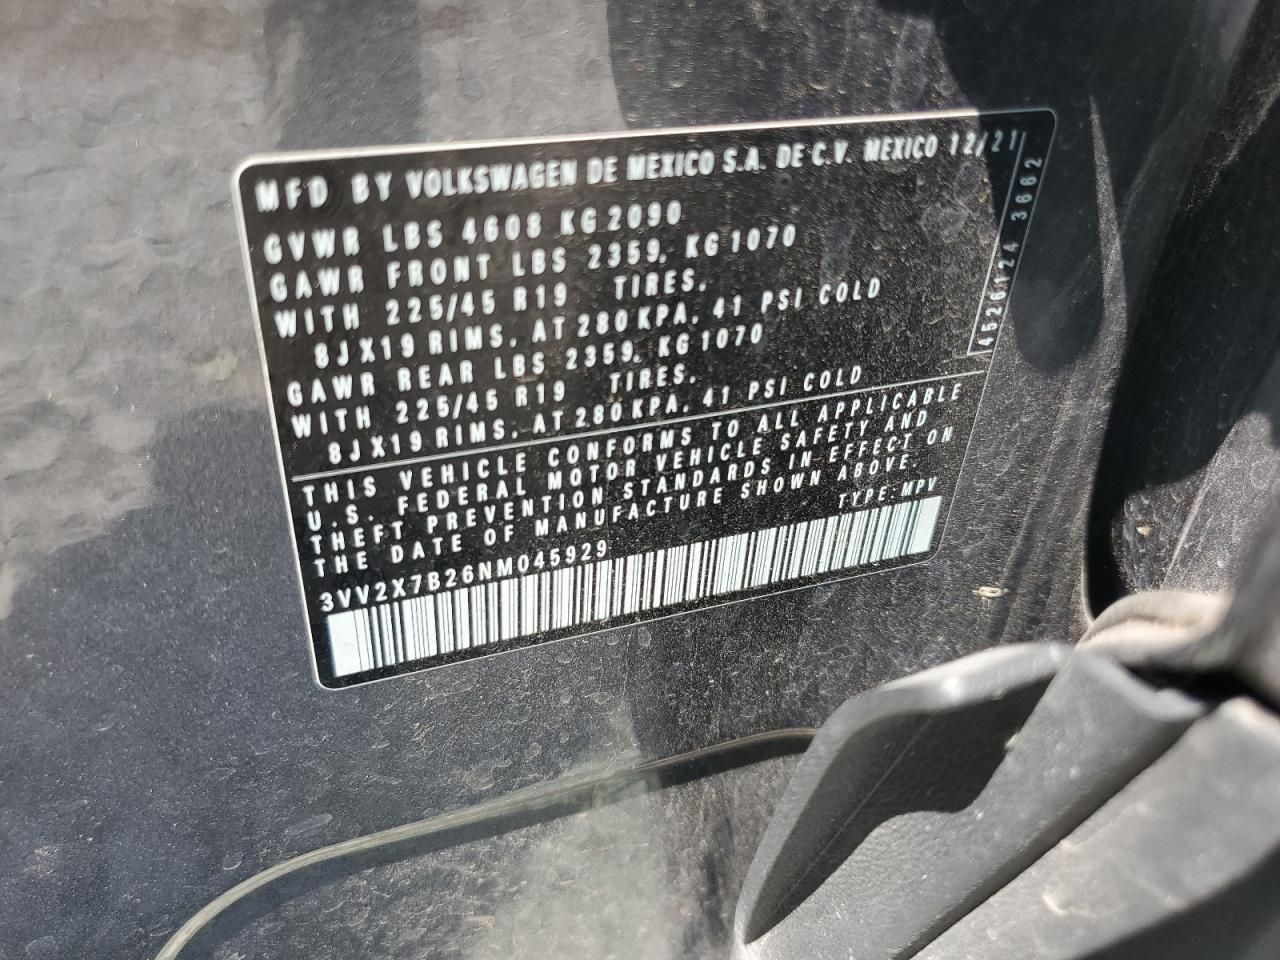 MFD BY VOLKSWAGEN DE MEXICO S.A. DE C.V. MEXICO 12/21
GVWR LBS 4608 KG 2090
GAWR FRONT LBS 2359, KG 1070
WITH 225/45 R19 TIRES.
8JX19 RIMS, AT 280 KPA, 41 PSI COLD
GAWR REAR LBS 2359, KG 1070
WITH 225/45 R19 TIRES.
8JX19 RIMS, AT 280 KPA, 41 PSI COLD
THIS VEHICLE CONFORMS TO ALL APPLICABLE
U.S. FEDERAL MOTOR VEHICLE SAFETY AND
THEFT PREVENTION STANDARDS IN EFFECT ON
THE DATE OF MANUFACTURE SHOWN ABOVE.
TYPE: MPV
3VV2X7B26NM045929
4526124 3662